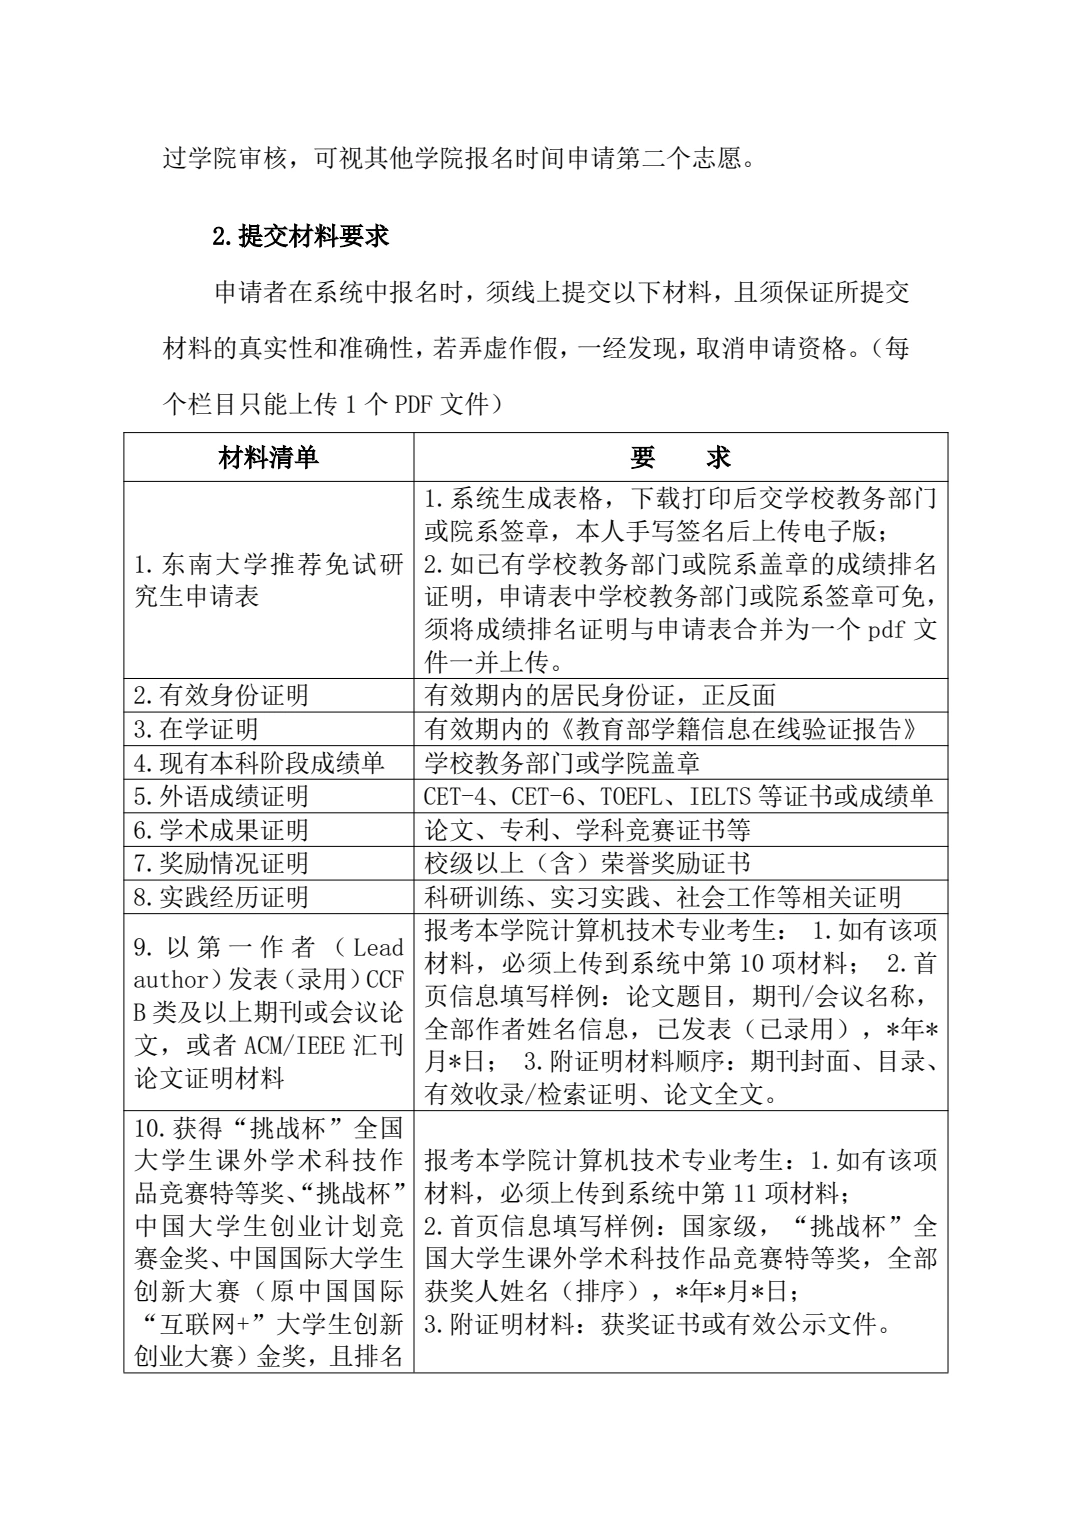 过学院审核，可视其他学院报名时间申请第二个志愿。
2.提交材料要求
申请者在系统中报名时，须线上提交以下材料，且须保证所提交
材料的真实性和准确性，若弄虚作假，一经发现，取消申请资格。（每
个栏目只能上传 1 个 PDF 文件）
材料清单
要　　求
1.东南大学推荐免试研
究生申请表
1.系统生成表格，下载打印后交学校教务部门
或院系签章，本人手写签名后上传电子版；
2.如已有学校教务部门或院系盖章的成绩排名
证明，申请表中学校教务部门或院系签章可免，
须将成绩排名证明与申请表合并为一个 pdf 文
件一并上传。
2.有效身份证明
有效期内的居民身份证，正反面
3.在学证明
有效期内的《教育部学籍信息在线验证报告》
4.现有本科阶段成绩单
学校教务部门或学院盖章
5.外语成绩证明
CET-4、CET-6、TOEFL、IELTS 等证书或成绩单
6.学术成果证明
论文、专利、学科竞赛证书等
7.奖励情况证明
校级以上（含）荣誉奖励证书
8.实践经历证明
科研训练、实习实践、社会工作等相关证明
9. 以第一作者（Lead
author）发表（录用）CCF
B 类及以上期刊或会议论
文，或者 ACM/IEEE 汇刊
论文证明材料
报考本学院计算机技术专业考生： 1.如有该项
材料，必须上传到系统中第 10 项材料； 2.首
页信息填写样例：论文题目，期刊/会议名称，
全部作者姓名信息，已发表（已录用），*年*
月*日； 3.附证明材料顺序：期刊封面、目录、
有效收录/检索证明、论文全文。
10.获得“挑战杯”全国
大学生课外学术科技作
品竞赛特等奖、“挑战杯”
中国大学生创业计划竞
赛金奖、中国国际大学生
创新大赛（原中国国际
“互联网+”大学生创新
创业大赛）金奖，且排名
报考本学院计算机技术专业考生：1.如有该项
材料，必须上传到系统中第 11 项材料；
2.首页信息填写样例：国家级，“挑战杯”全
国大学生课外学术科技作品竞赛特等奖，全部
获奖人姓名（排序），*年*月*日；
3.附证明材料：获奖证书或有效公示文件。